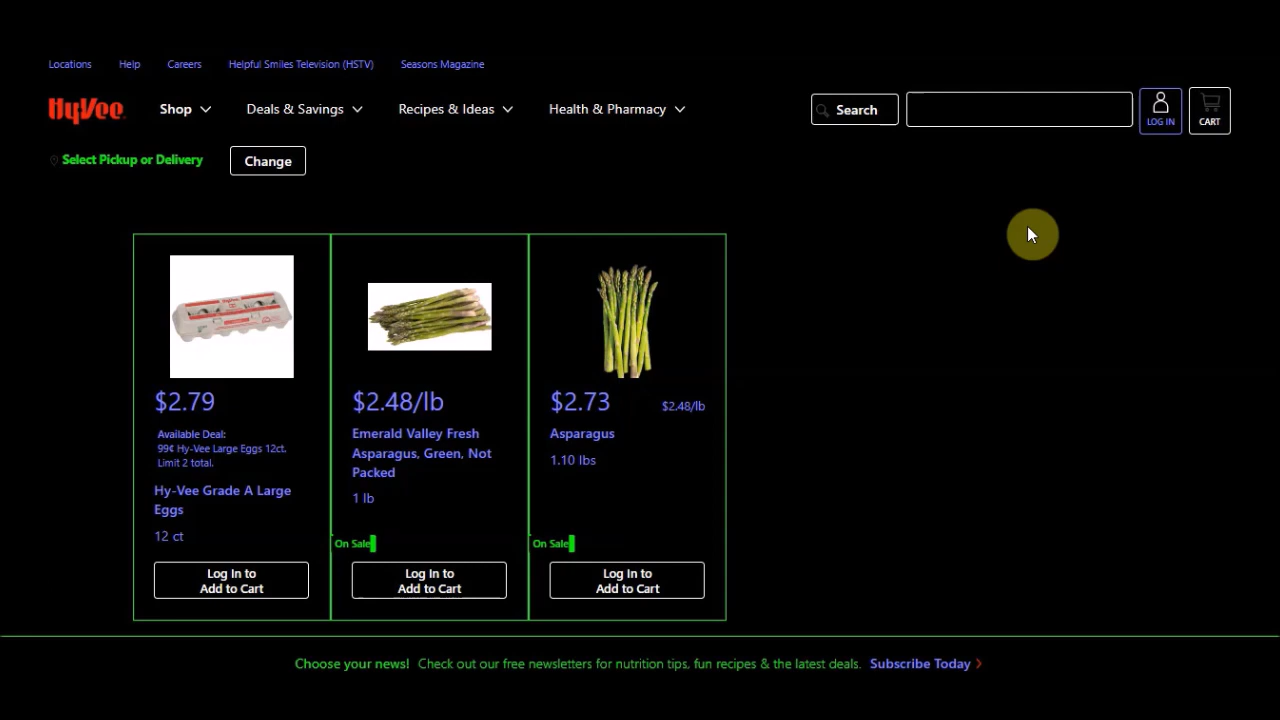 Locations Help Careers Helpful Smiles Television (HSTV) Seasons Magazine
HyVee Shop Deals & Savings Recipes & Ideas Health & Pharmacy Search LOG IN CART
Select Pickup or Delivery Change
$2.79
Available Deal:
99¢ Hy-Vee Large Eggs 12ct.
Limit 2 total.
Hy-Vee Grade A Large
Eggs
12 ct
Log In to
Add to Cart
$2.48/lb
Emerald Valley Fresh
Asparagus, Green, Not
Packed
1 lb
On Sale
Log In to
Add to Cart
$2.73 $2.48/lb
Asparagus
1.10 lbs
On Sale
Log In to
Add to Cart
Choose your news! Check out our free newsletters for nutrition tips, fun recipes & the latest deals. Subscribe Today